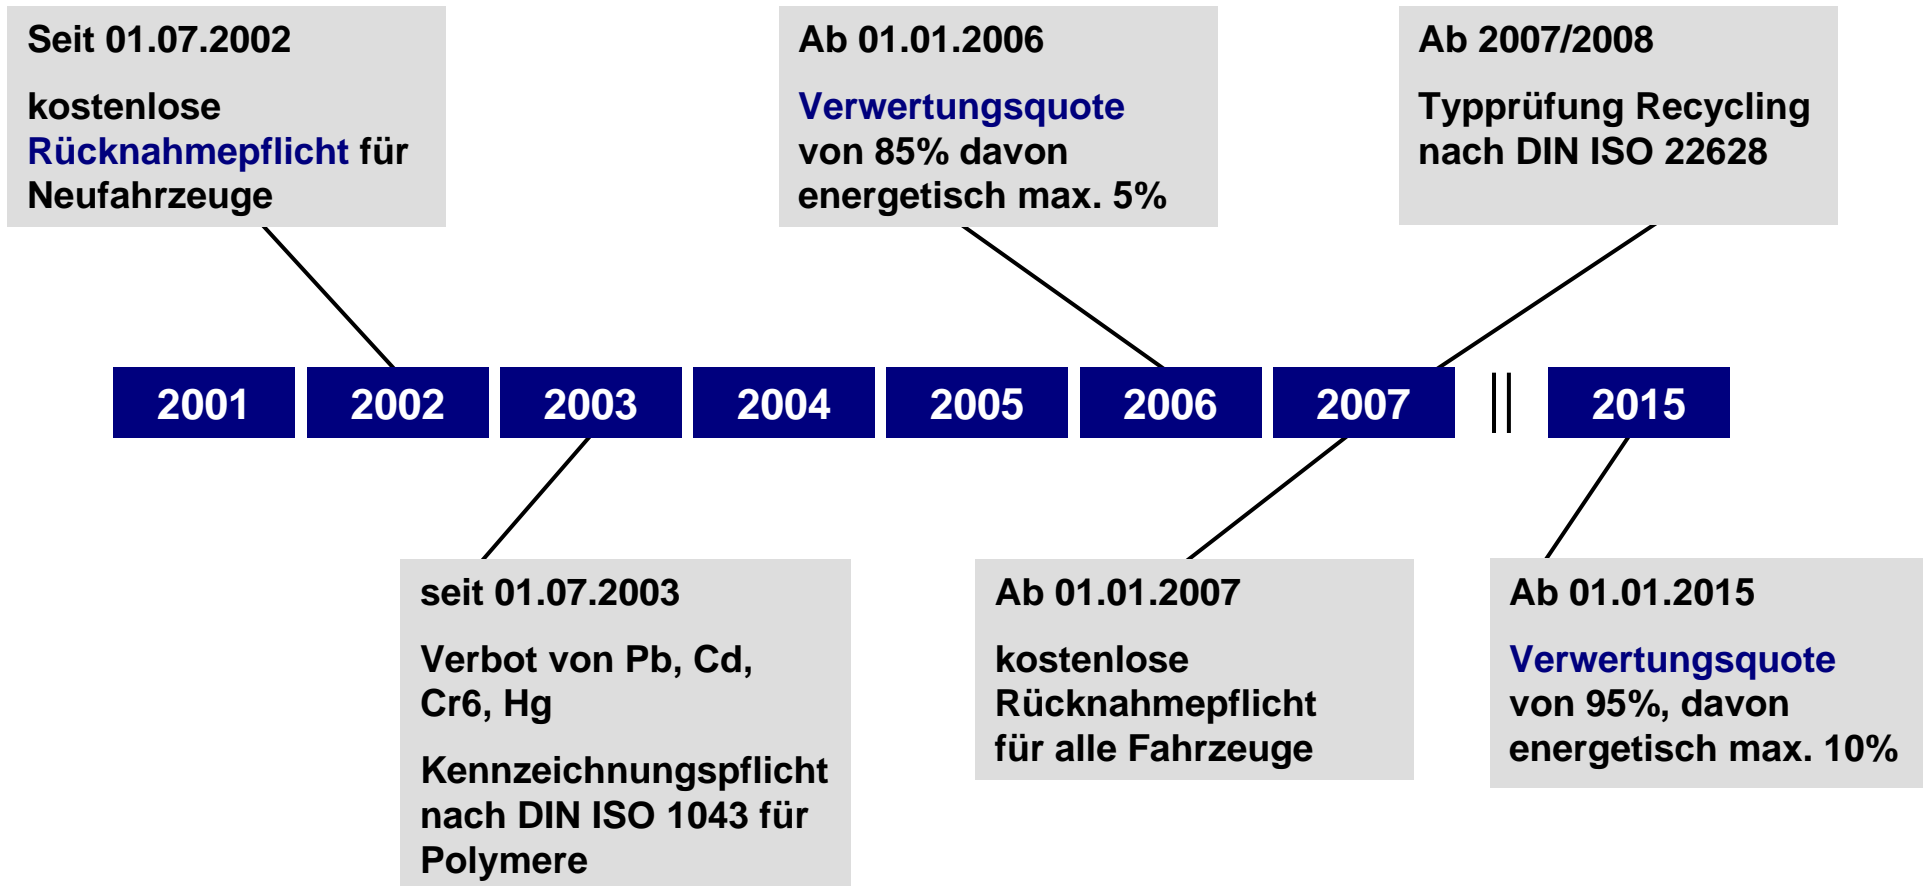 Seit 01.07.2002
kostenlose
Rücknahmepflicht für
Neufahrzeuge
Ab 01.01.2006
Verwertungsquote
von 85% davon
energetisch max. 5%
Ab 2007/2008
Typprüfung Recycling
nach DIN ISO 22628
2001
2002
2003
2004
2005
2006
2007
2015
seit 01.07.2003
Verbot von Pb, Cd,
Cr6, Hg
Kennzeichnungspflicht
nach DIN ISO 1043 für
Polymere
Ab 01.01.2007
kostenlose
Rücknahmepflicht
für alle Fahrzeuge
Ab 01.01.2015
Verwertungsquote
von 95%, davon
energetisch max. 10%